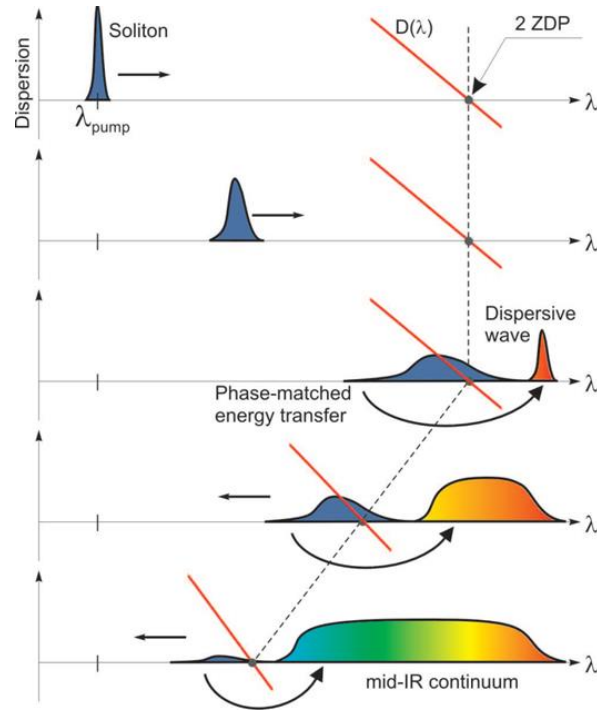 Dispersion
Soliton
λpump
D(λ)
2 ZDP
λ
λ
Dispersive
wave
Phase-matched
energy transfer
λ
λ
mid-IR continuum
λ